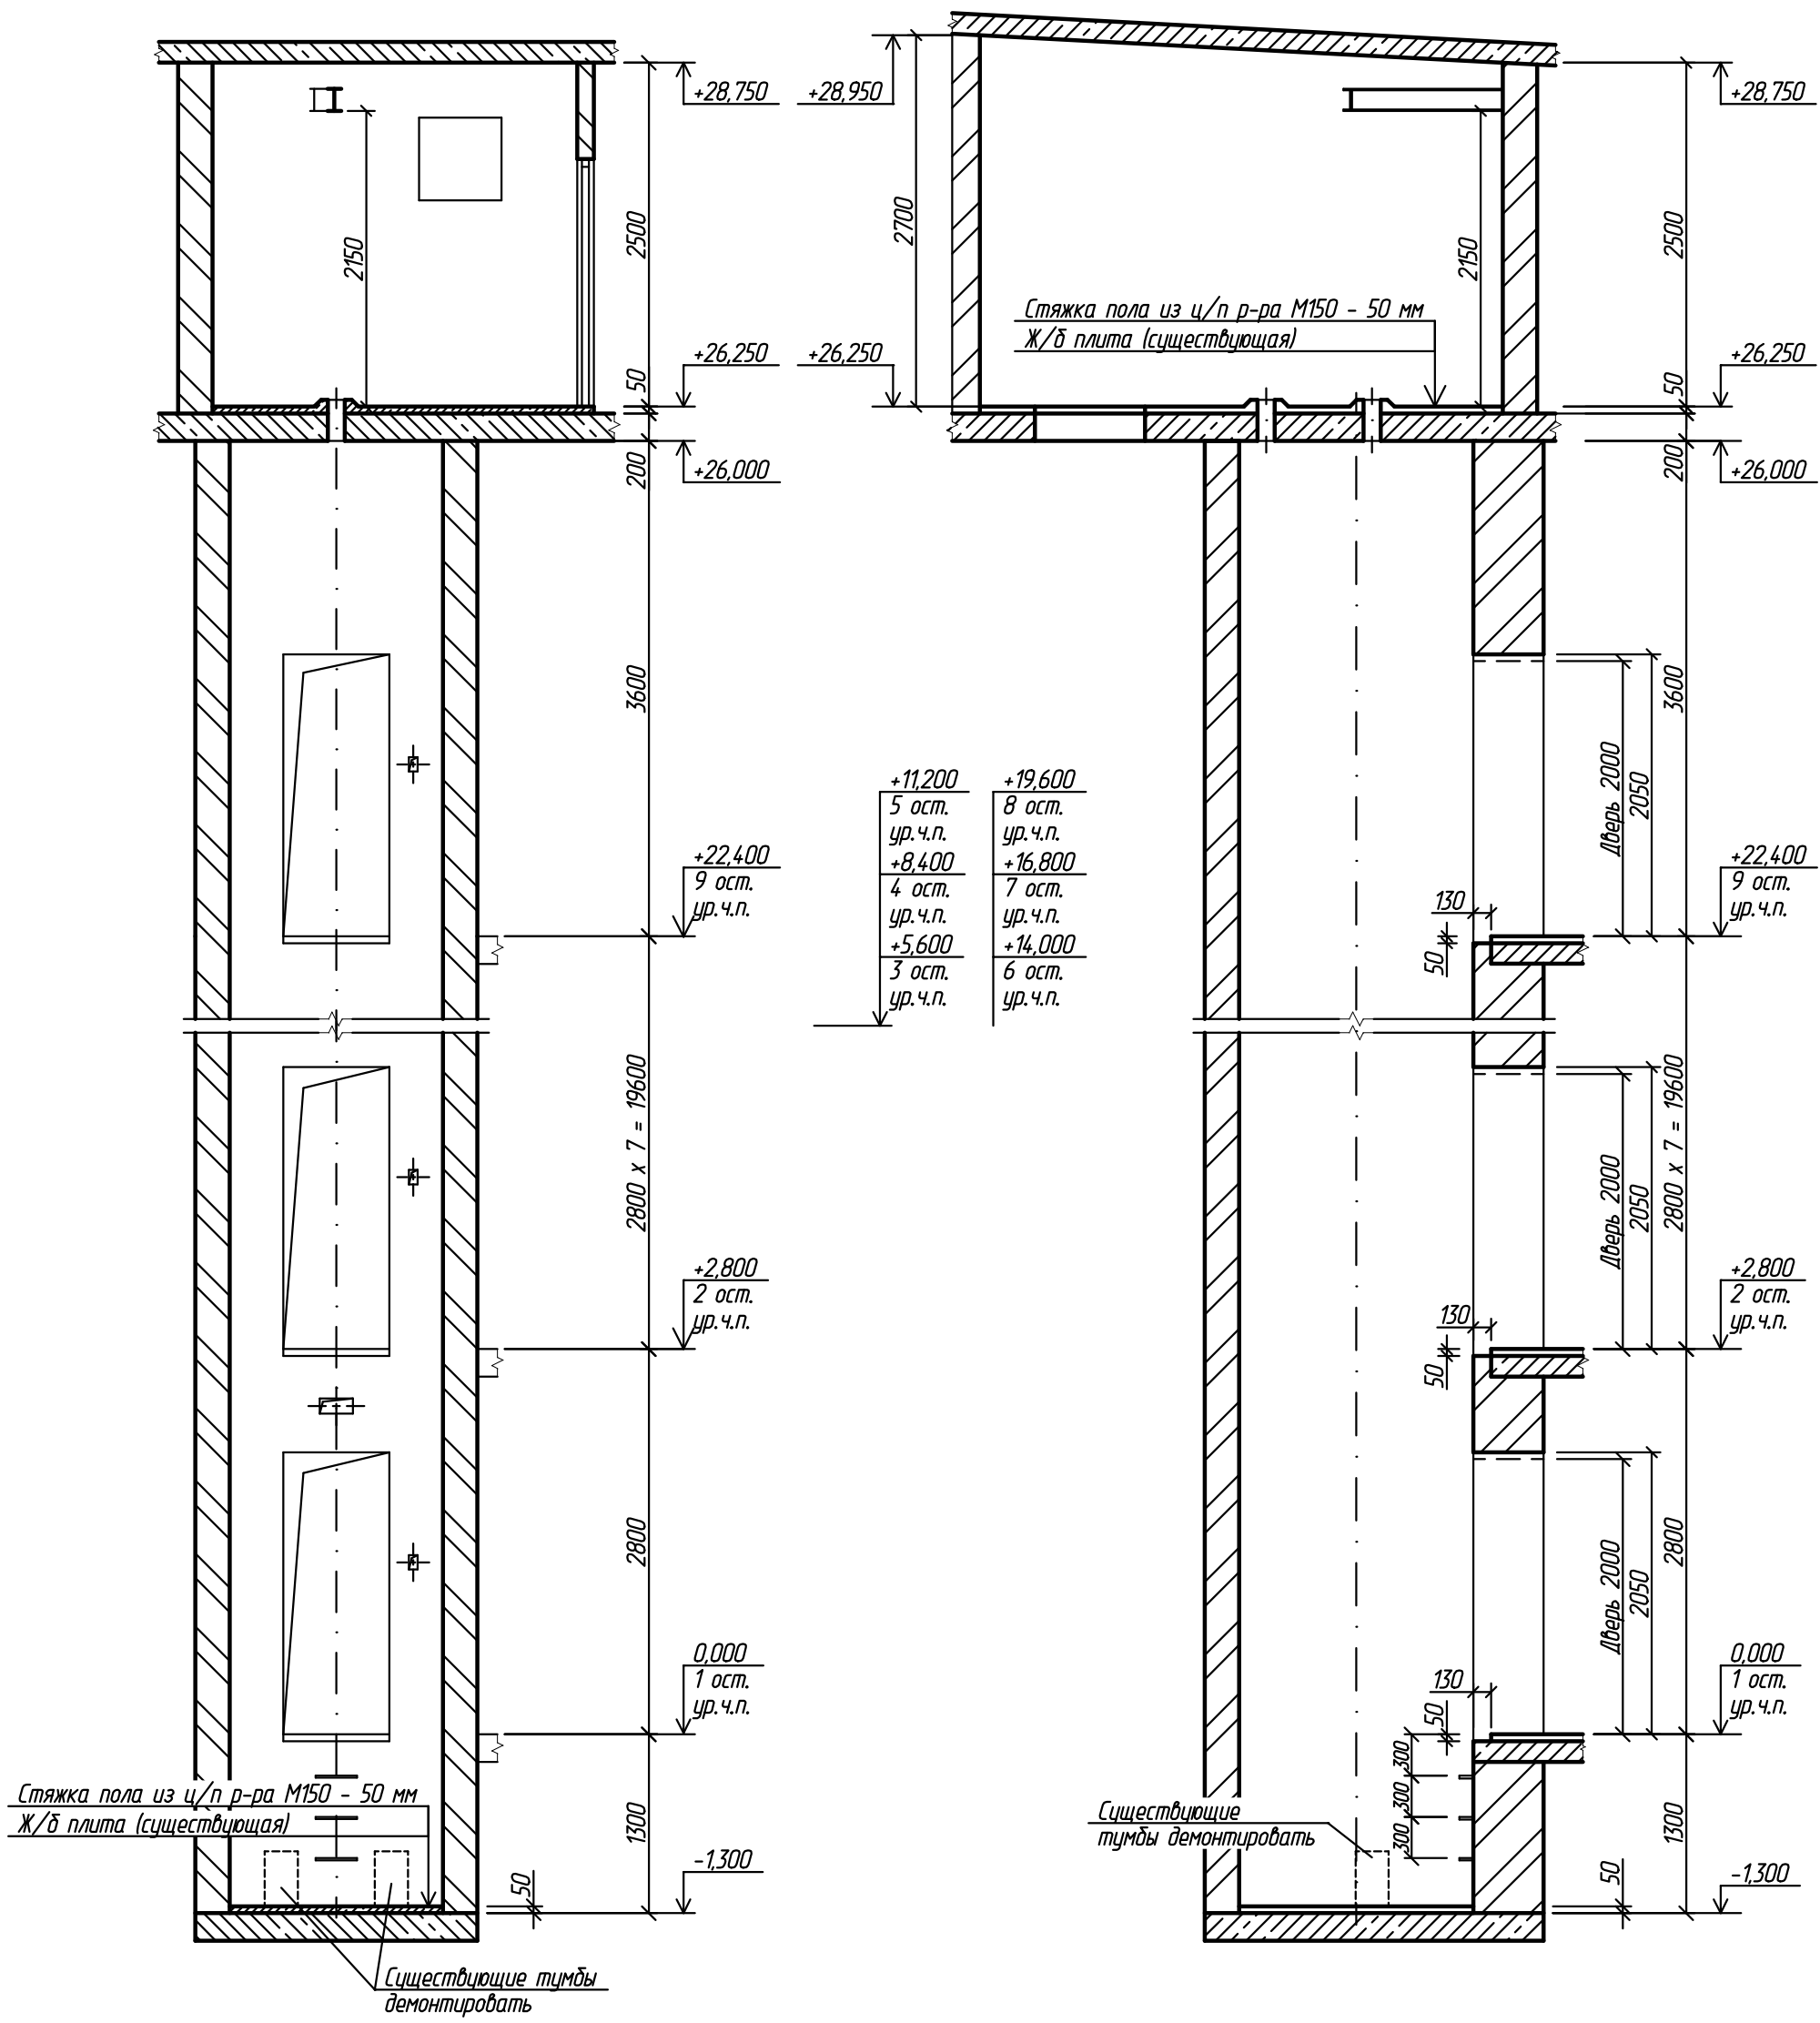 +28,750
2150
2500
+26,250
50
+26,000
200
3600
+22,400
9 ост.
ур.ч.п.
2800 х 7 = 19600
+2,800
2 ост.
ур.ч.п.
2800
0,000
1 ост.
ур.ч.п.
Стяжка пола из ц/п р-ра М150 - 50 мм
Ж/б плита (существующая)
1300
-1,300
50
Существующие тумбы
демонтировать
+11,200
5 ост.
ур.ч.п.
+8,400
4 ост.
ур.ч.п.
+5,600
3 ост.
ур.ч.п.
+19,600
8 ост.
ур.ч.п.
+16,800
7 ост.
ур.ч.п.
+14,000
6 ост.
ур.ч.п.
+28,950
+28,750
2700
2500
2150
Стяжка пола из ц/п р-ра М150 - 50 мм
Ж/б плита (существующая)
+26,250
+26,250
50
200
+26,000
3600
Дверь 2000
2050
+22,400
9 ост.
ур.ч.п.
130
50
2800 х 7 = 19600
Дверь 2000
2050
+2,800
2 ост.
ур.ч.п.
130
50
2800
Дверь 2000
2050
0,000
1 ост.
ур.ч.п.
130
50
300
300
300
Существующие
тумбы демонтировать
1300
50
-1,300